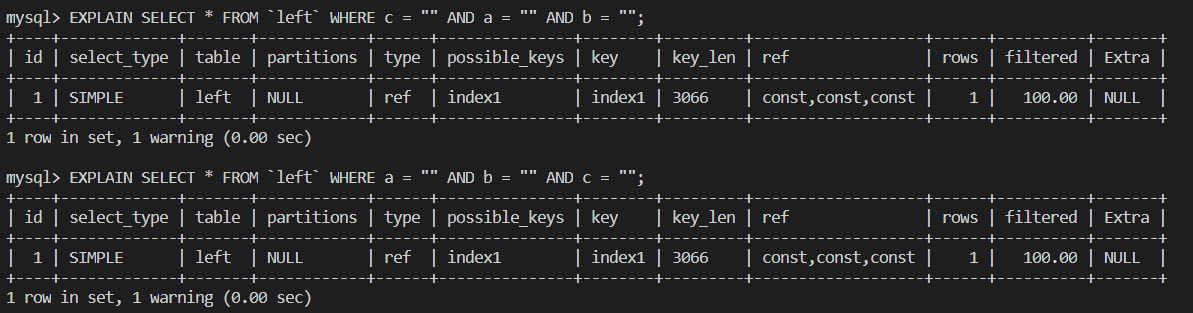 mysql> EXPLAIN SELECT * FROM `left` WHERE c = "" AND a = "" AND b = "";
+----+-------------+-------+------------+------+---------------+--------+---------+-------------------+------+----------+-------+
| id | select_type | table | partitions | type | possible_keys | key    | key_len | ref               | rows | filtered | Extra |
+----+-------------+-------+------------+------+---------------+--------+---------+-------------------+------+----------+-------+
|  1 | SIMPLE      | left  | NULL       | ref  | index1        | index1 | 3066    | const,const,const |    1 |   100.00 | NULL  |
+----+-------------+-------+------------+------+---------------+--------+---------+-------------------+------+----------+-------+
1 row in set, 1 warning (0.00 sec)
mysql> EXPLAIN SELECT * FROM `left` WHERE a = "" AND b = "" AND c = "";
+----+-------------+-------+------------+------+---------------+--------+---------+-------------------+------+----------+-------+
| id | select_type | table | partitions | type | possible_keys | key    | key_len | ref               | rows | filtered | Extra |
+----+-------------+-------+------------+------+---------------+--------+---------+-------------------+------+----------+-------+
|  1 | SIMPLE      | left  | NULL       | ref  | index1        | index1 | 3066    | const,const,const |    1 |   100.00 | NULL  |
+----+-------------+-------+------------+------+---------------+--------+---------+-------------------+------+----------+-------+
1 row in set, 1 warning (0.00 sec)